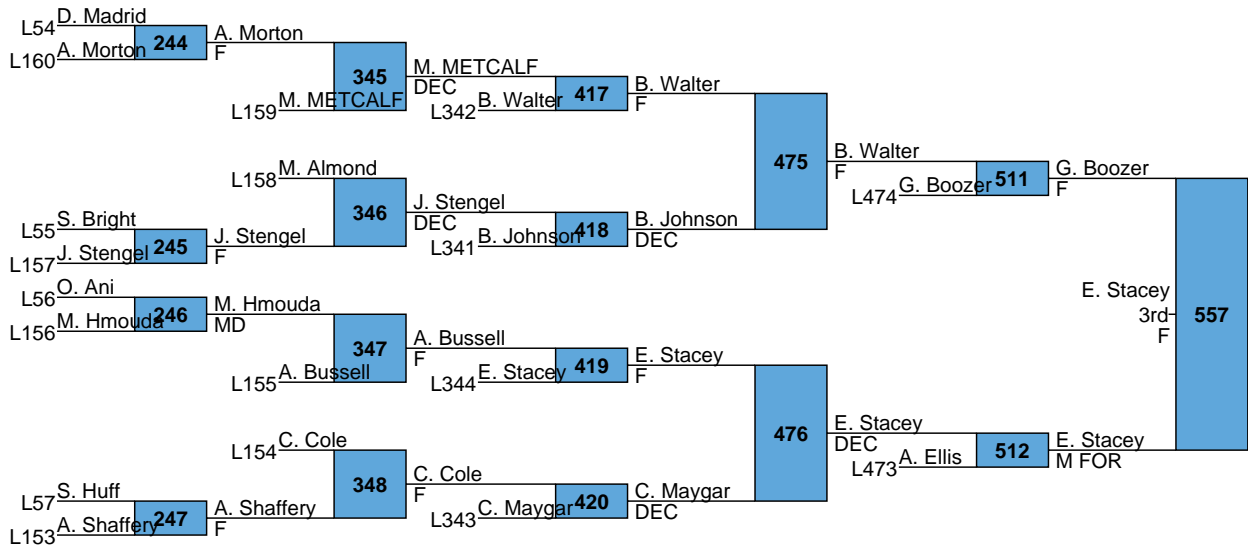 L54 D. Madrid
L160 A. Morton
244
A. Morton
F
L159 M. METCALF
345
M. METCALF
DEC
L342 B. Walter
417
B. Walter
F
L158 M. Almond
L55 S. Bright
L157 J. Stengel
245
J. Stengel
F
346
J. Stengel
DEC
L341 B. Johnson
418
B. Johnson
DEC
475
B. Walter
F
L474 G. Boozer
511
G. Boozer
F
L56 O. Ani
L156 M. Hmouda
246
M. Hmouda
MD
L155 A. Bussell
347
A. Bussell
F
L344 E. Stacey
419
E. Stacey
F
L154 C. Cole
L57 S. Huff
L153 A. Shaffery
247
A. Shaffery
F
348
C. Cole
F
L343 C. Maygar
420
C. Maygar
DEC
476
E. Stacey
DEC
L473 A. Ellis
512
E. Stacey
M FOR
557
E. Stacey
3rd
F